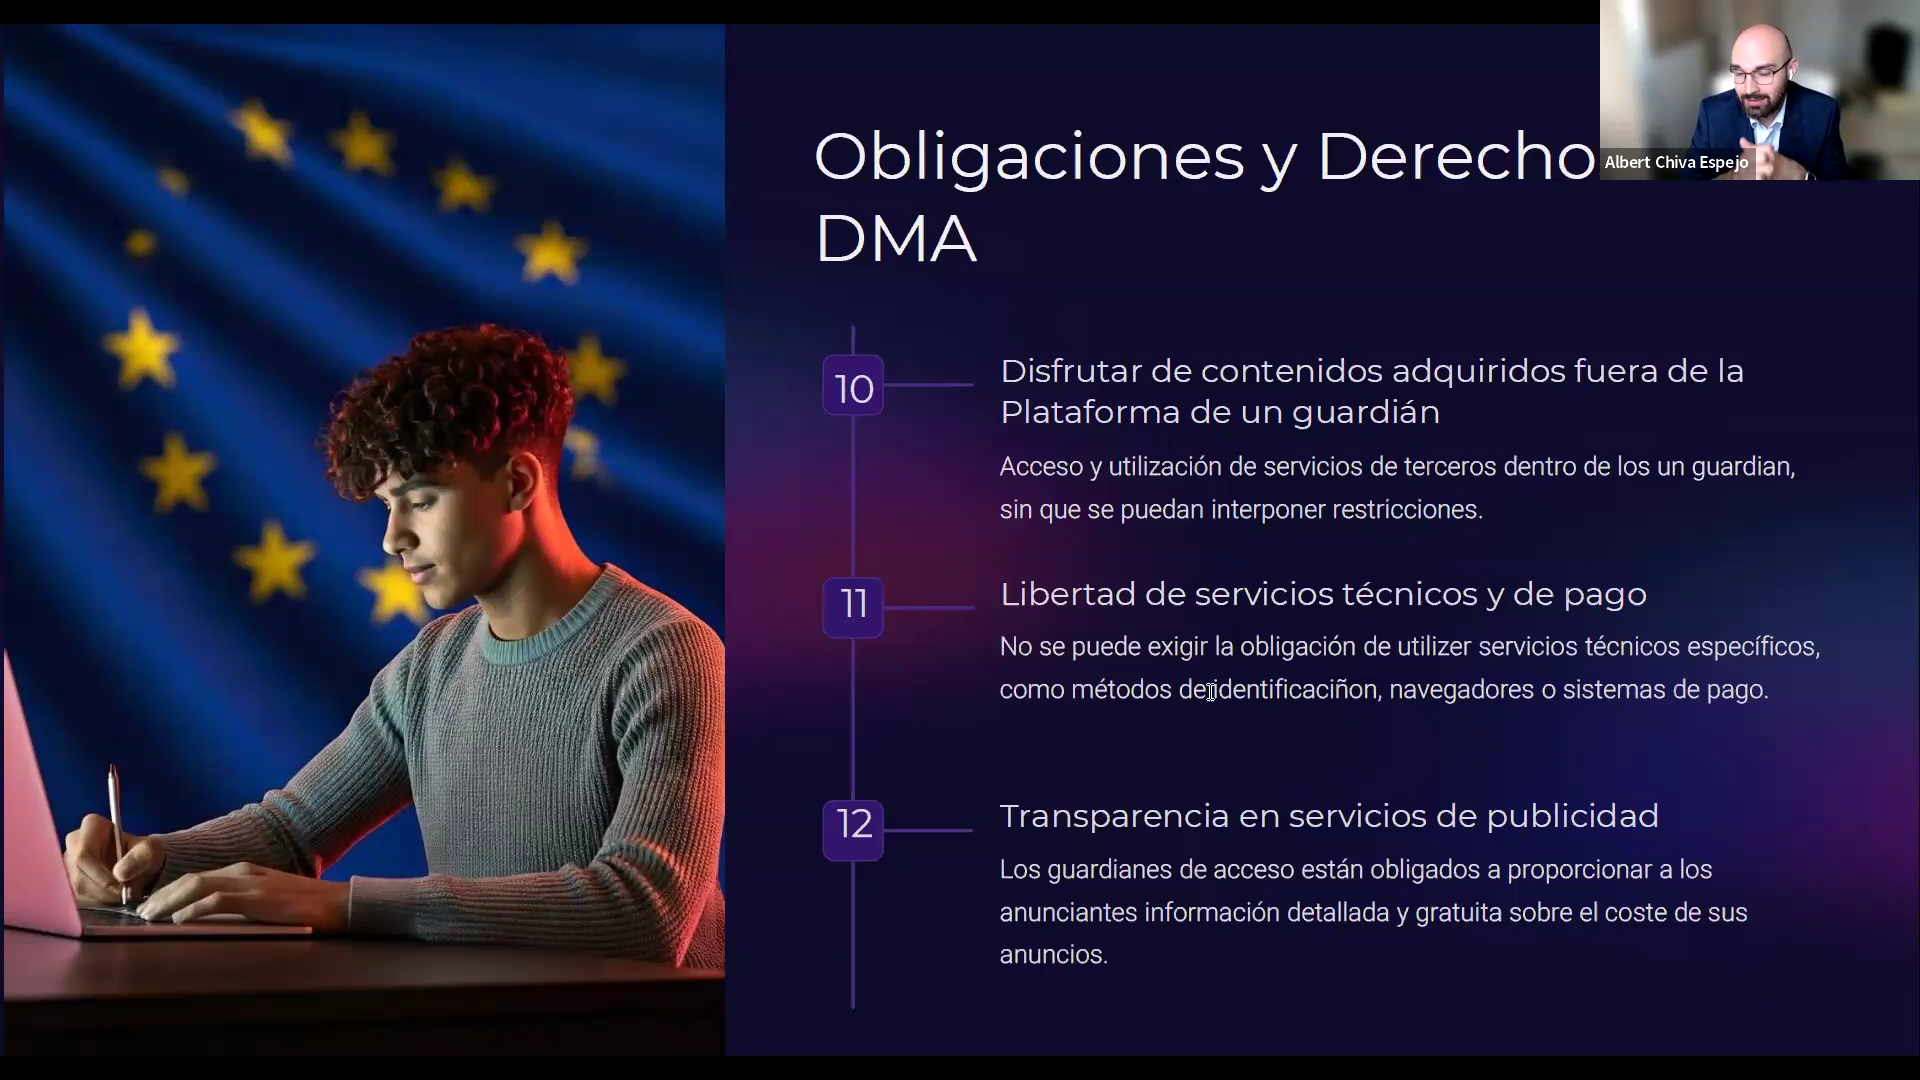 Obligaciones y Derecho
DMA
Albert Chiva Espejo
10
Disfrutar de contenidos adquiridos fuera de la
Plataforma de un guardián
Acceso y utilización de servicios de terceros dentro de los un guardian,
sin que se puedan interponer restricciones.
11
Libertad de servicios técnicos y de pago
No se puede exigir la obligación de utilizer servicios técnicos específicos,
como métodos de identificaciñon, navegadores o sistemas de pago.
12
Transparencia en servicios de publicidad
Los guardianes de acceso están obligados a proporcionar a los
anunciantes información detallada y gratuita sobre el coste de sus
anuncios.